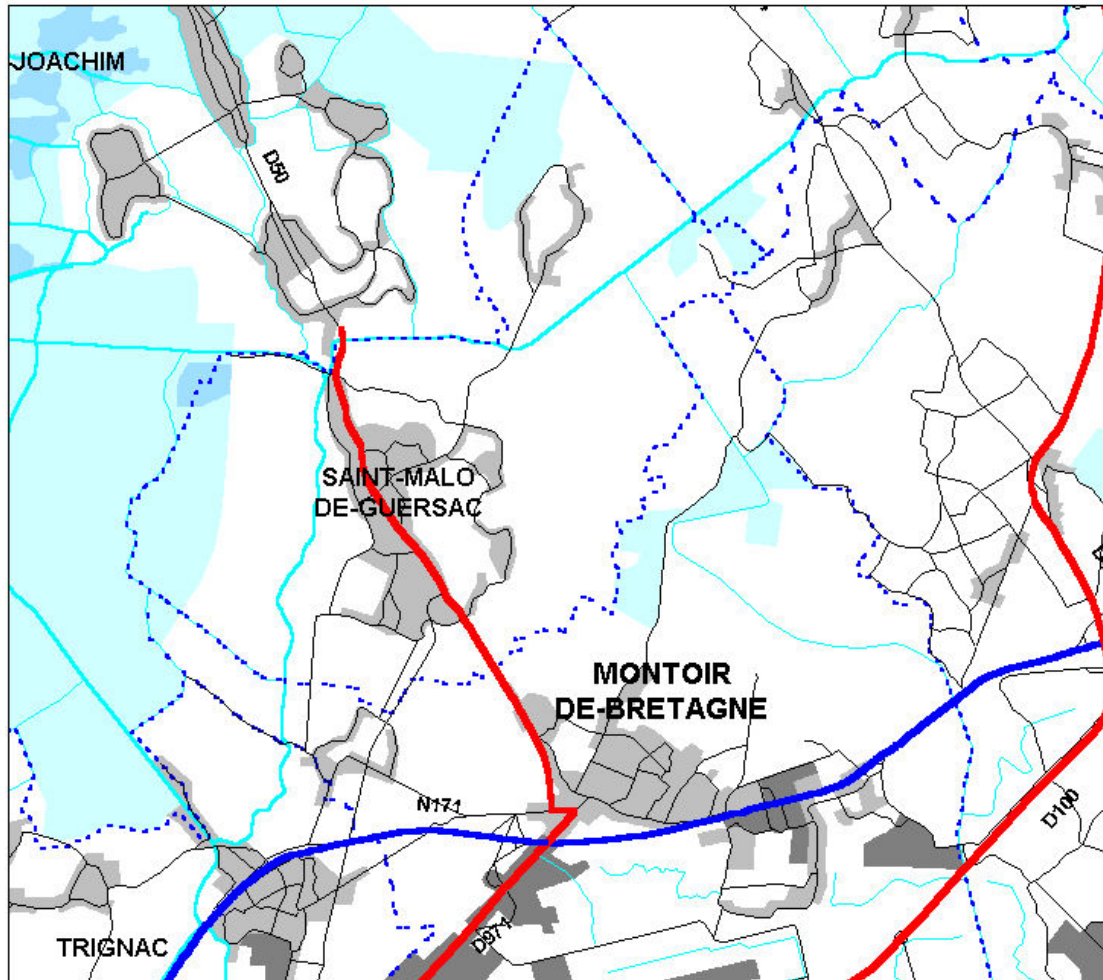 JOACHIM
D50
SAINT-MALO
DE-GUERSAC
MONTOIR
DE-BRETAGNE
N171
D100
D971
TRIGNAC